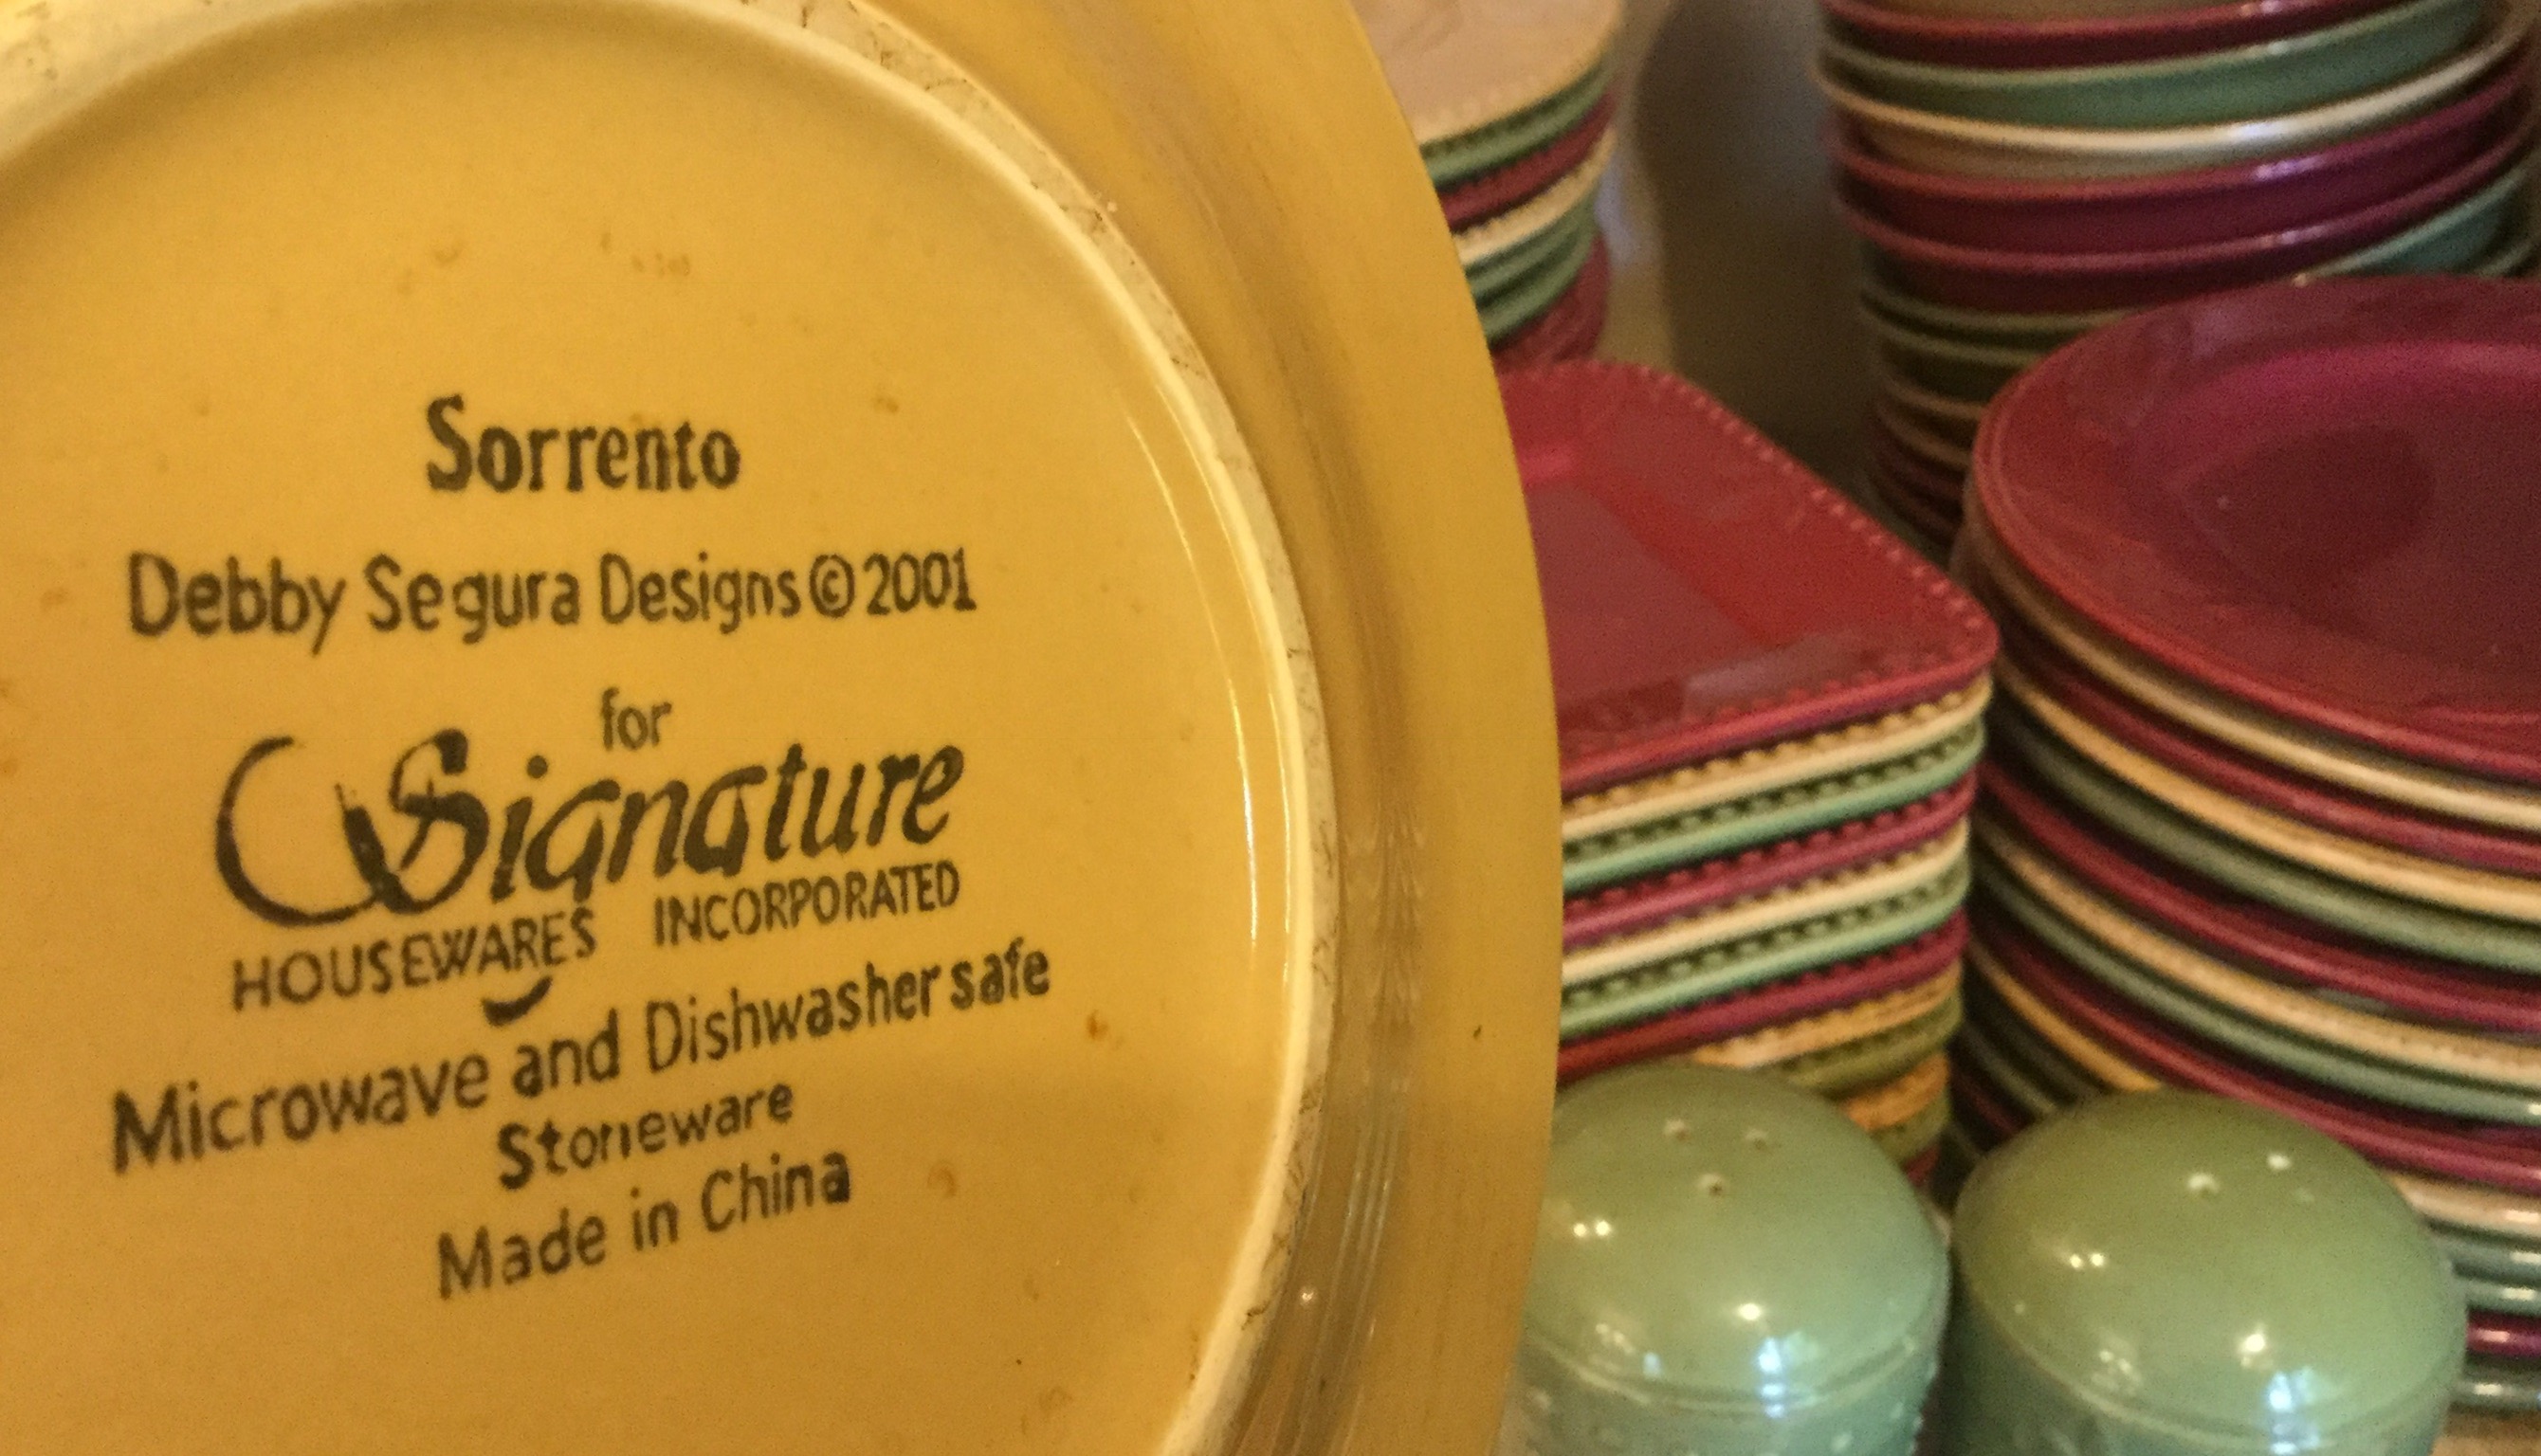 Sorrento
Debby Segura Designs © 2001
for
Signature
HOUSEWARES INCORPORATED
Microwave and Dishwasher safe
Stoneware
Made in China